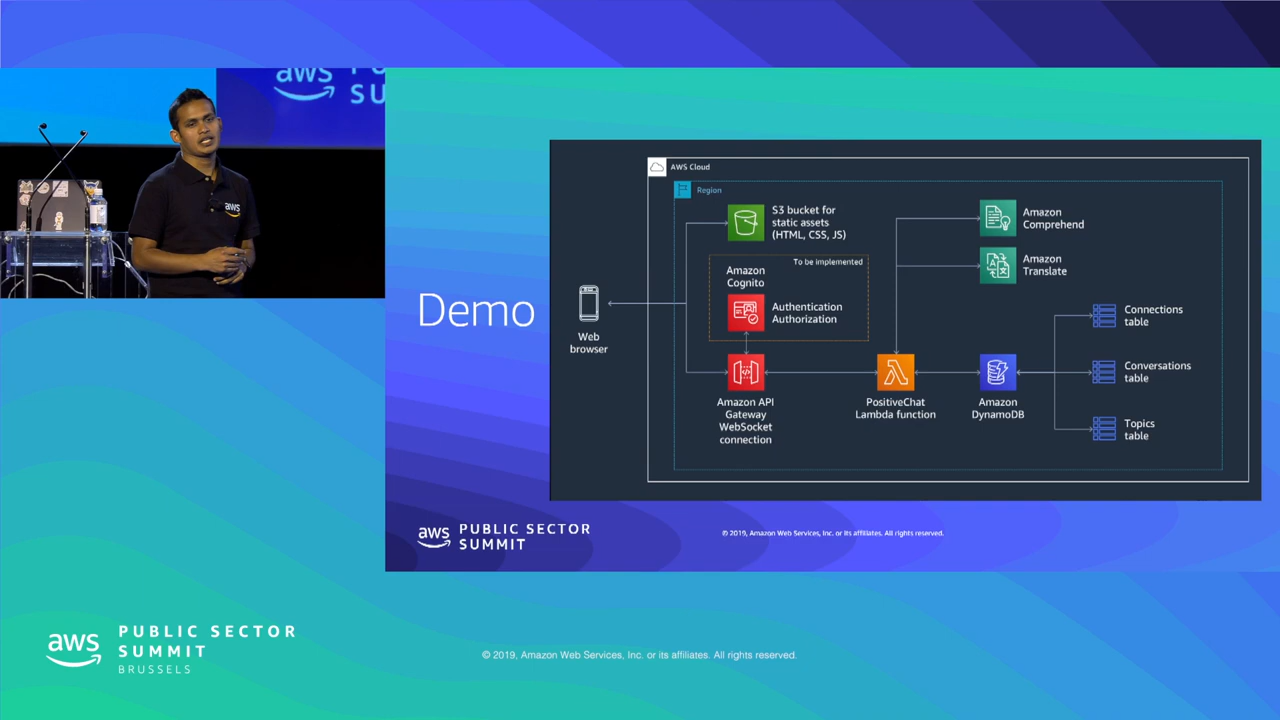 aws
SU
aws
Demo
AWS Cloud
Region
S3 bucket for
static assets
(HTML, CSS, JS)
To be implemented
Amazon
Cognito
Authentication
Authorization
Web
browser
Amazon API
Gateway
WebSocket
connection
PositiveChat
Lambda function
Amazon
DynamoDB
Amazon
Comprehend
Amazon
Translate
Connections
table
Conversations
table
Topics
table
aws
PUBLIC SECTOR
SUMMIT
© 2019, Amazon Web Services, Inc. or its affiliates. All rights reserved.
aws
PUBLIC SECTOR
SUMMIT
BRUSSELS
© 2019, Amazon Web Services, Inc. or its affiliates. All rights reserved.